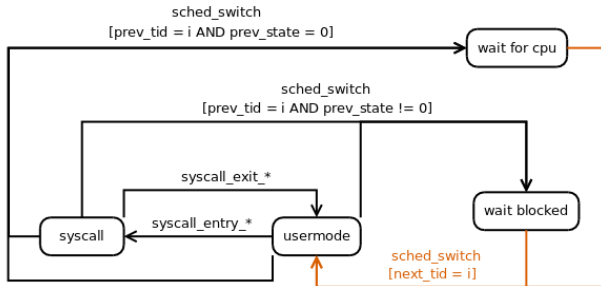 sched_switch
[prev_tid = i AND prev_state = 0]
wait for cpu
sched_switch
[prev_tid = i AND prev_state != 0]
syscall_exit_*
wait blocked
syscall_entry_*
syscall
usermode
sched_switch
[next_tid = i]